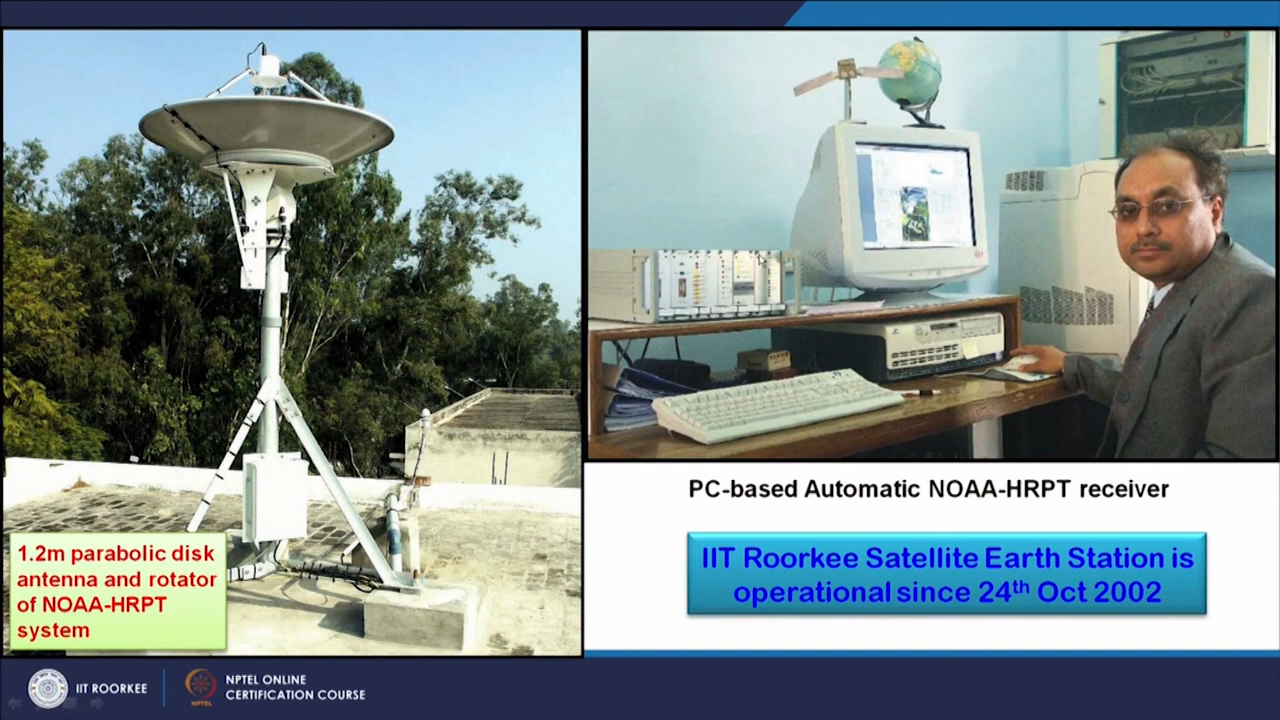 1.2m parabolic disk
antenna and rotator
of NOAA-HRPT
system
PC-based Automatic NOAA-HRPT receiver
IIT Roorkee Satellite Earth Station is
operational since 24th Oct 2002
IIT ROORKEE
NPTEL
NPTEL ONLINE
CERTIFICATION COURSE